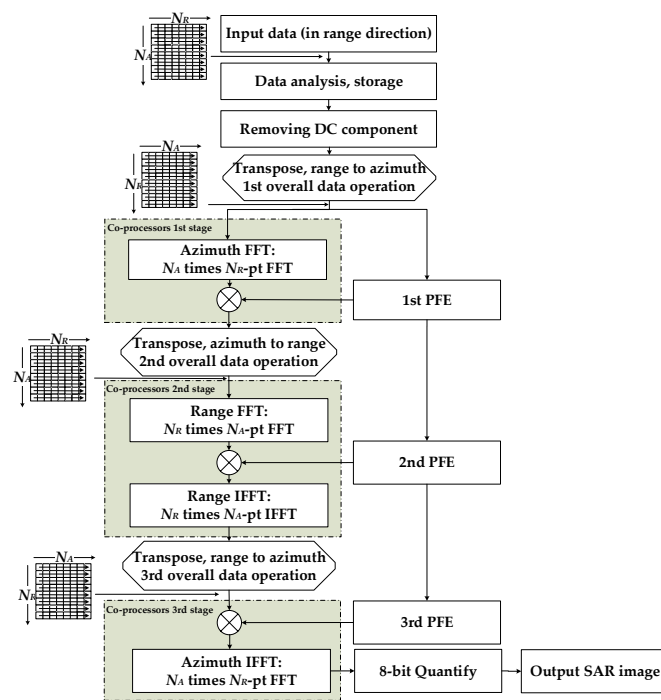 NR
NA
Input data (in range direction)
Data analysis, storage
Removing DC component
NA
NR
Transpose, range to azimuth
1st overall data operation
Co-processors 1st stage
Azimuth FFT:
NA times NR-pt FFT
1st PFE
NR
NA
Transpose, azimuth to range
2nd overall data operation
Co-processors 2nd stage
Range FFT:
NR times NA-pt FFT
2nd PFE
Range IFFT:
NR times NA-pt IFFT
NA
NR
Transpose, range to azimuth
3rd overall data operation
Co-processors 3rd stage
3rd PFE
Azimuth IFFT:
NA times NR-pt FFT
8-bit Quantify
Output SAR image